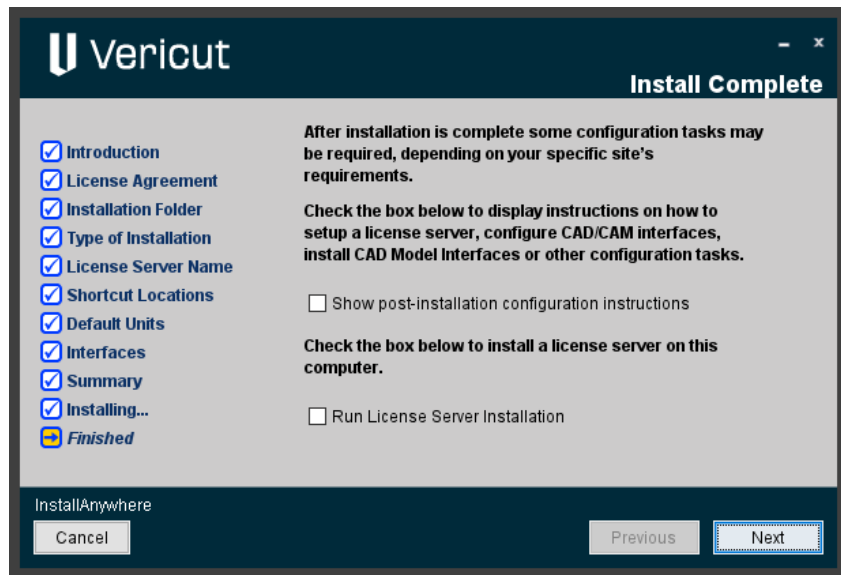 Vericut
Install Complete
Introduction
License Agreement
Installation Folder
Type of Installation
License Server Name
Shortcut Locations
Default Units
Interfaces
Summary
Installing...
Finished
After installation is complete some configuration tasks may
be required, depending on your specific site's
requirements.
Check the box below to display instructions on how to
setup a license server, configure CAD/CAM interfaces,
install CAD Model Interfaces or other configuration tasks.
Show post-installation configuration instructions
Check the box below to install a license server on this
computer.
Run License Server Installation
InstallAnywhere
Cancel
Previous
Next